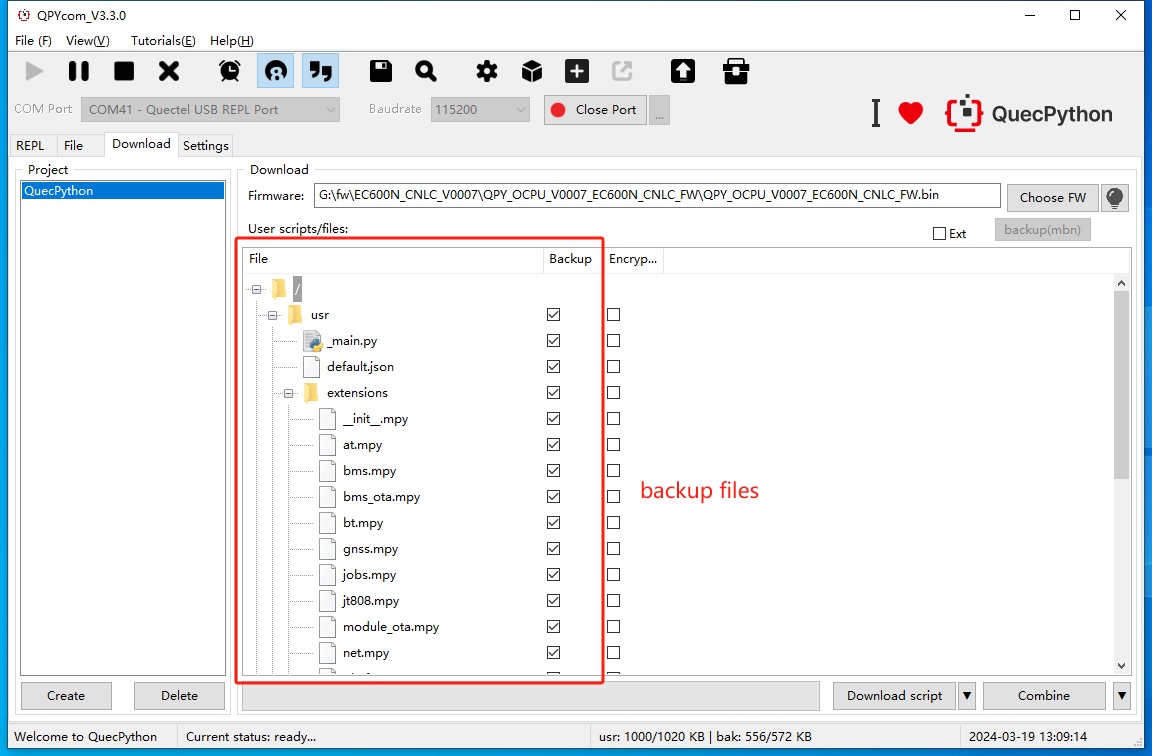 QPYcom_V3.3.0
File (F) View(V) Tutorials(E) Help(H)
COM Port COM41 - Quectel USB REPL Port Baudrate 115200 Close Port ... QuecPython
REPL File Download Settings
Project
QuecPython
Download
Firmware: G:\fw\EC600N_CNLC_V0007\QPY_OCPU_V0007_EC600N_CNLC_FW\QPY_OCPU_V0007_EC600N_CNLC_FW.bin Choose FW
User scripts/files: Ext backup(mbn)
File Backup Encryp...
/
usr
_main.py
default.json
extensions
__init__.mpy
at.mpy
bms.mpy
bms_ota.mpy
backup files
bt.mpy
gnss.mpy
jobs.mpy
jt808.mpy
module_ota.mpy
net.mpy
Create Delete Download script Combine
Welcome to QuecPython Current status: ready... usr: 1000/1020 KB | bak: 556/572 KB 2024-03-19 13:09:14